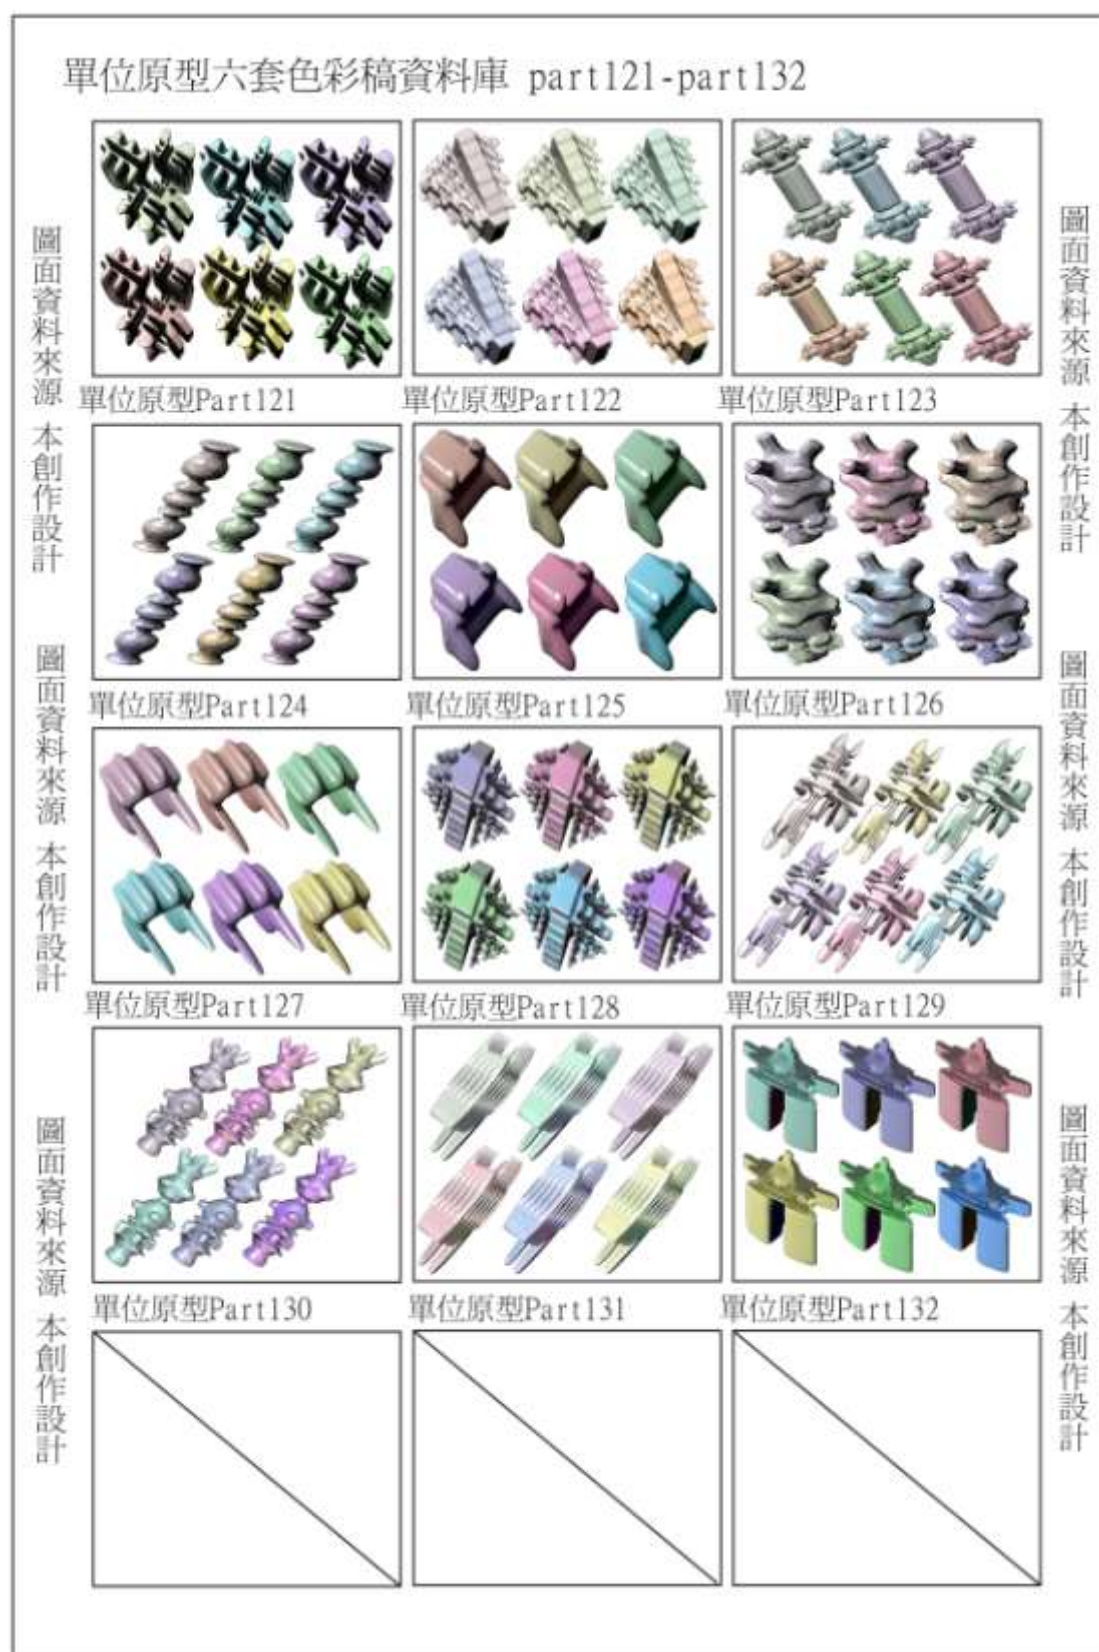 單位原型六套色彩稿資料庫 part121-part132
單位原型Part121
單位原型Part122
單位原型Part123
單位原型Part124
單位原型Part125
單位原型Part126
單位原型Part127
單位原型Part128
單位原型Part129
單位原型Part130
單位原型Part131
單位原型Part132
圖面資料來源 本創作設計
圖面資料來源 本創作設計
圖面資料來源 本創作設計
圖面資料來源 本創作設計
圖面資料來源 本創作設計
圖面資料來源 本創作設計